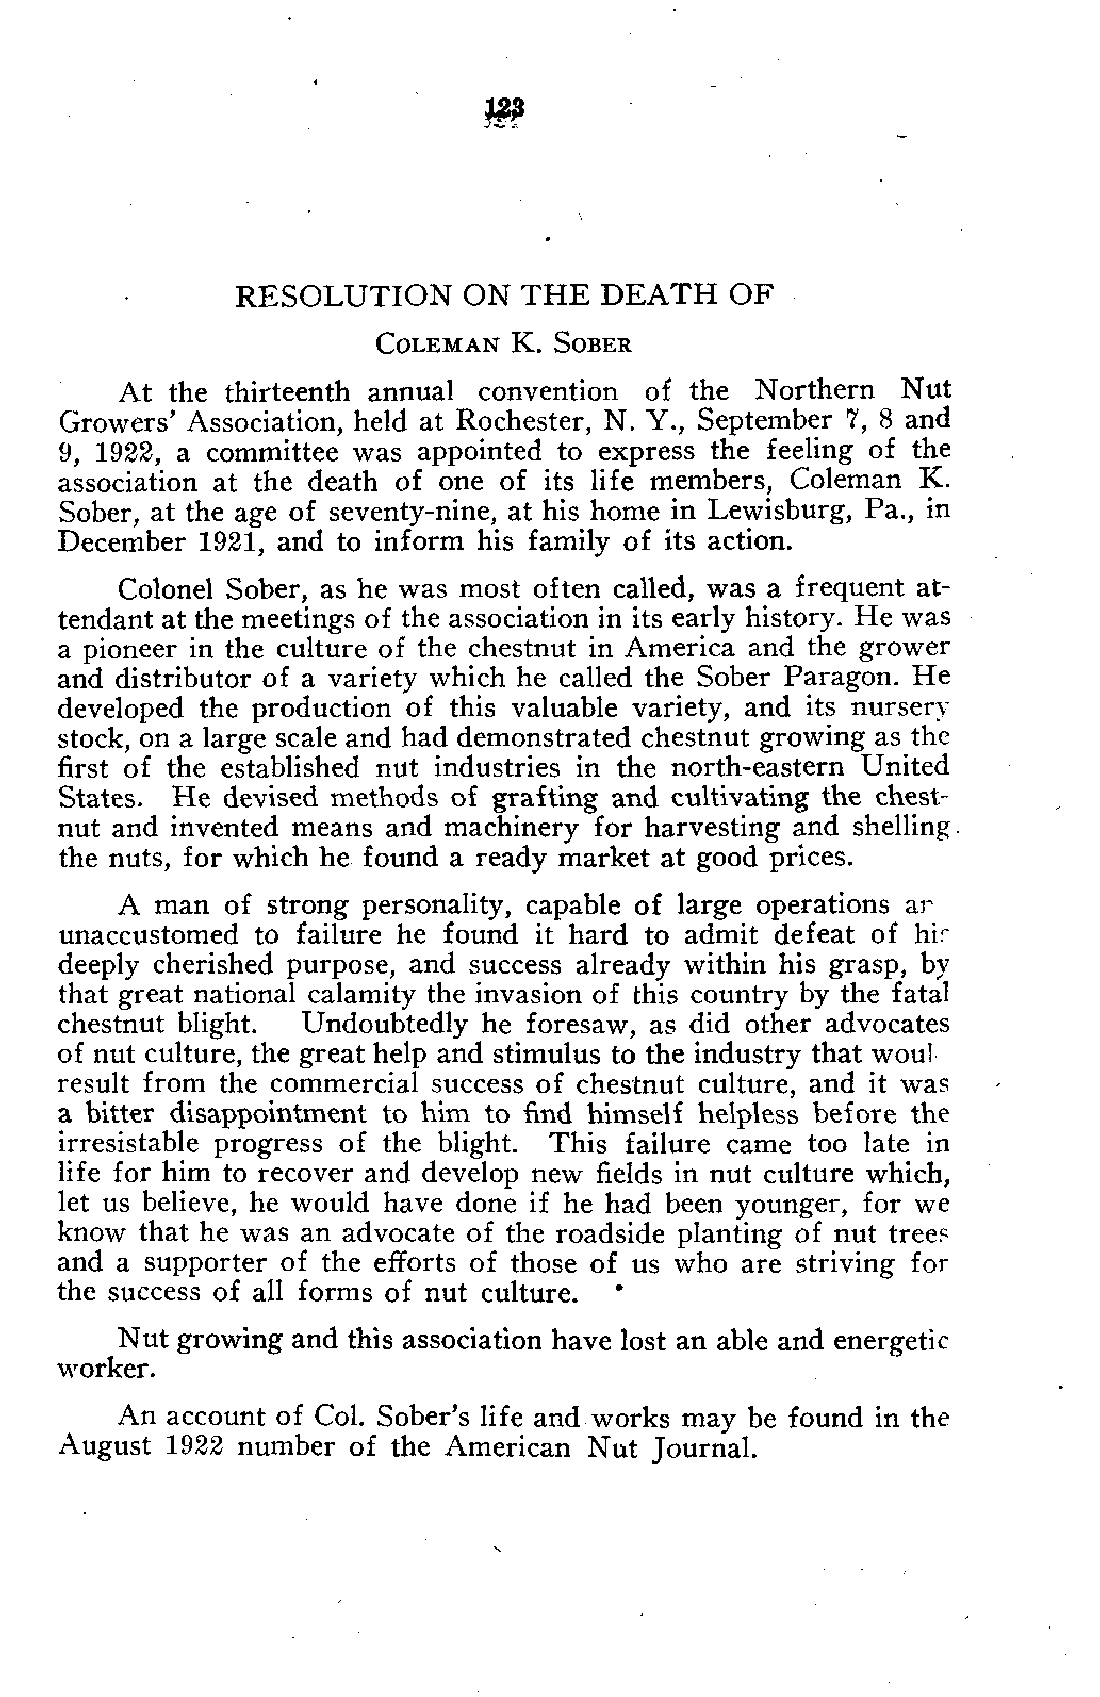 123
RESOLUTION ON THE DEATH OF
COLEMAN K. SOBER
At the thirteenth annual convention of the Northern Nut
Growers' Association, held at Rochester, N. Y., September 7, 8 and
9, 1922, a committee was appointed to express the feeling of the
association at the death of one of its life members, Coleman K.
Sober, at the age of seventy-nine, at his home in Lewisburg, Pa., in
December 1921, and to inform his family of its action.
Colonel Sober, as he was most often called, was a frequent at-
tendant at the meetings of the association in its early history. He was
a pioneer in the culture of the chestnut in America and the grower
and distributor of a variety which he called the Sober Paragon. He
developed the production of this valuable variety, and its nursery
stock, on a large scale and had demonstrated chestnut growing as the
first of the established nut industries in the north-eastern United
States. He devised methods of grafting and cultivating the chest-
nut and invented means and machinery for harvesting and shelling
the nuts, for which he found a ready market at good prices.
A man of strong personality, capable of large operations
unaccustomed to failure he found it hard to admit defeat of
deeply cherished purpose, and success already within his grasp, by
that great national calamity the invasion of this country by the fatal
chestnut blight. Undoubtedly he foresaw, as did other advocates
of nut culture, the great help and stimulus to the industry that
result from the commercial success of chestnut culture, and it was
a bitter disappointment to him to find himself helpless before the
irresistable progress of the blight. This failure came too late in
life for him to recover and develop new fields in nut culture which,
let us believe, he would have done if he had been younger, for we
know that he was an advocate of the roadside planting of nut trees
and a supporter of the efforts of those of us who are striving for
the success of all forms of nut culture.
Nut growing and this association have lost an able and energetic
worker.
An account of Col. Sober's life and works may be found in the
August 1922 number of the American Nut Journal.